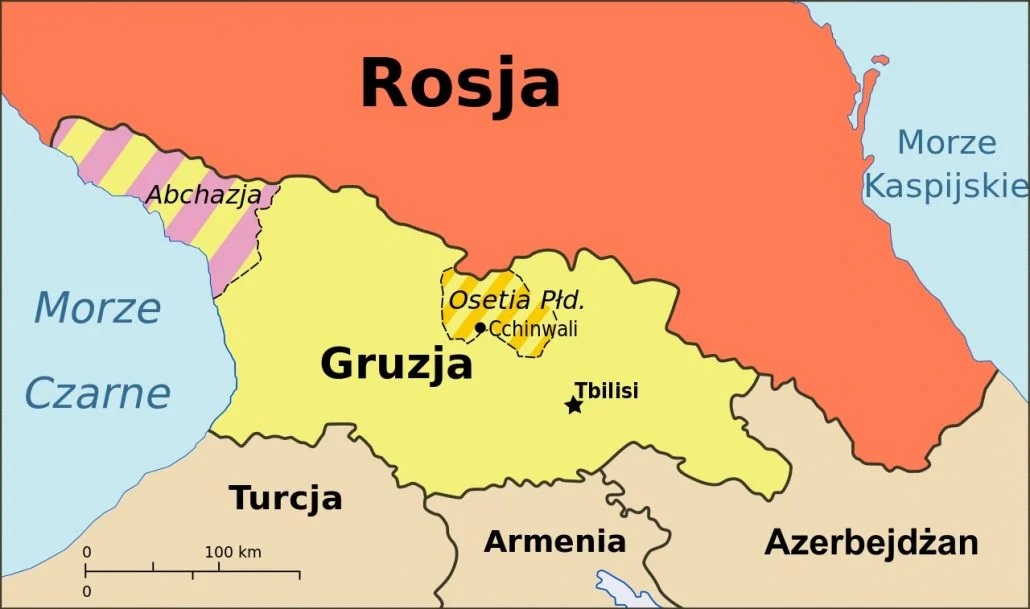 Rosja
Morze
Kaspijskie
Abchazja
Morze
Czarne
Osetia Płd.
Cchinwali
Gruzja
Tbilisi
Turcja
Armenia
Azerbejdżan
0 100 km
0